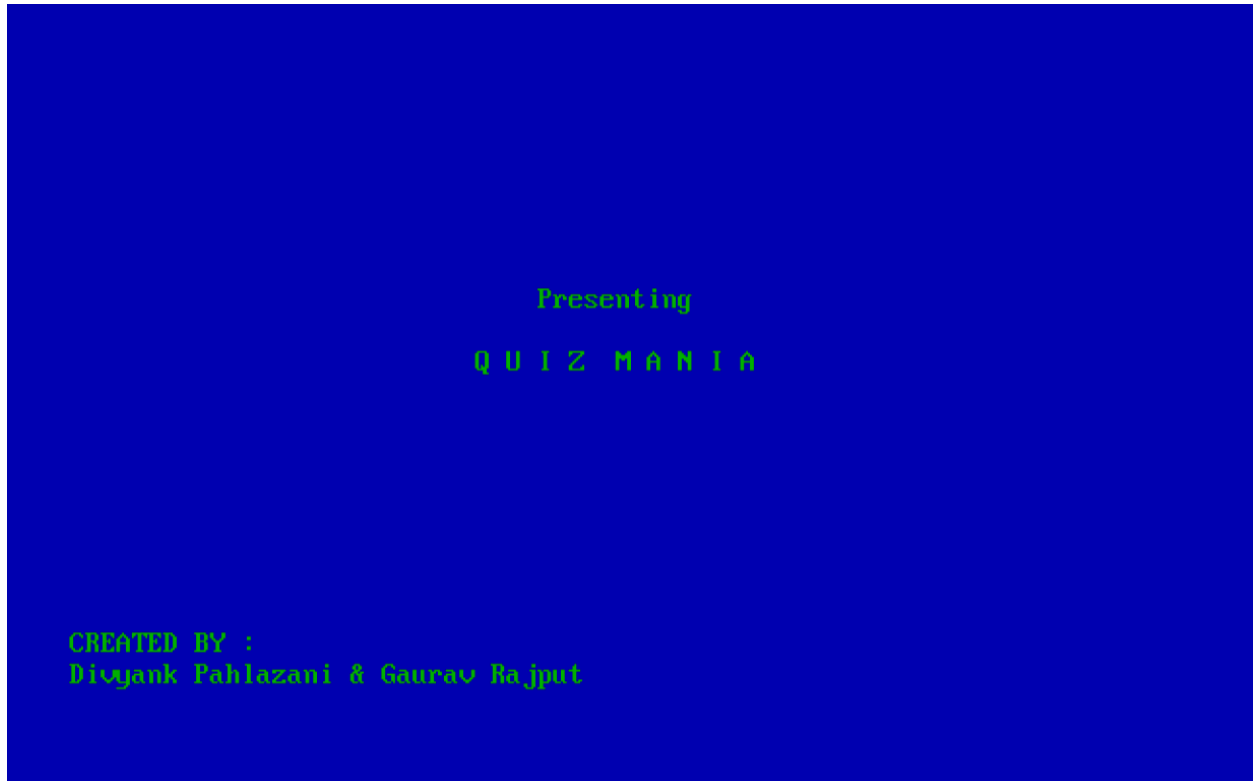 Presenting
Q U I Z M A N I A
CREATED BY :
Divyank Pahlazani & Gaurav Rajput